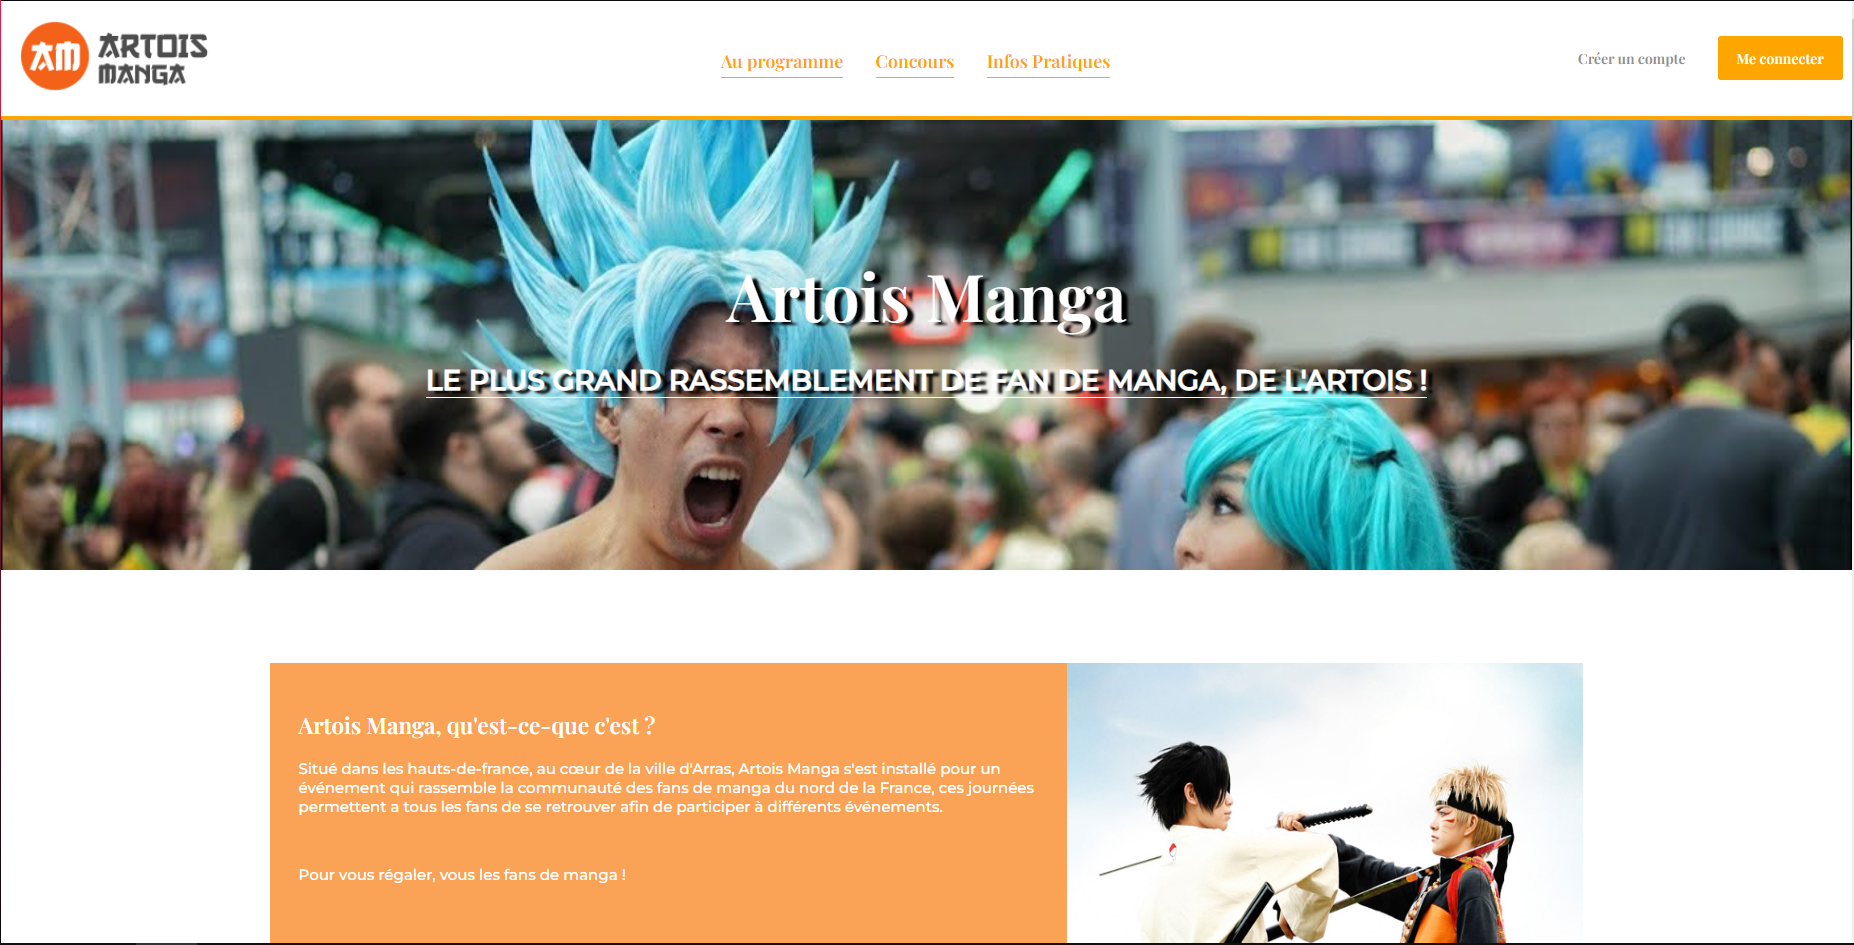 AM ARTOIS
MANGA
Au programme Concours Infos Pratiques
Créer un compte Me connecter
Artois Manga
LE PLUS GRAND RASSEMBLEMENT DE FAN DE MANGA, DE L'ARTOIS !
Artois Manga, qu'est-ce-que c'est ?
Situé dans les hauts-de-france, au cœur de la ville d'Arras, Artois Manga s'est installé pour un
événement qui rassemble la communauté des fans de manga du nord de la France, ces journées
permettent a tous les fans de se retrouver afin de participer à différents événements.
Pour vous régaler, vous les fans de manga !